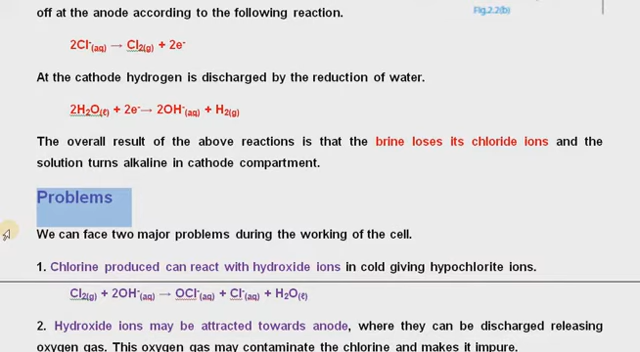 off at the anode according to the following reaction.
Fig.2.2(b)
2Cl⁻(aq) → Cl2(g) + 2e⁻
At the cathode hydrogen is discharged by the reduction of water.
2H2O(ℓ) + 2e⁻→ 2OH⁻(aq) + H2(g)
The overall result of the above reactions is that the brine loses its chloride ions and the
solution turns alkaline in cathode compartment.
Problems
We can face two major problems during the working of the cell.
1. Chlorine produced can react with hydroxide ions in cold giving hypochlorite ions.
Cl2(g) + 2OH⁻(aq) → OCl⁻(aq) + Cl⁻(aq) + H2O(ℓ)
2. Hydroxide ions may be attracted towards anode, where they can be discharged releasing
oxygen gas. This oxygen gas may contaminate the chlorine and makes it impure.